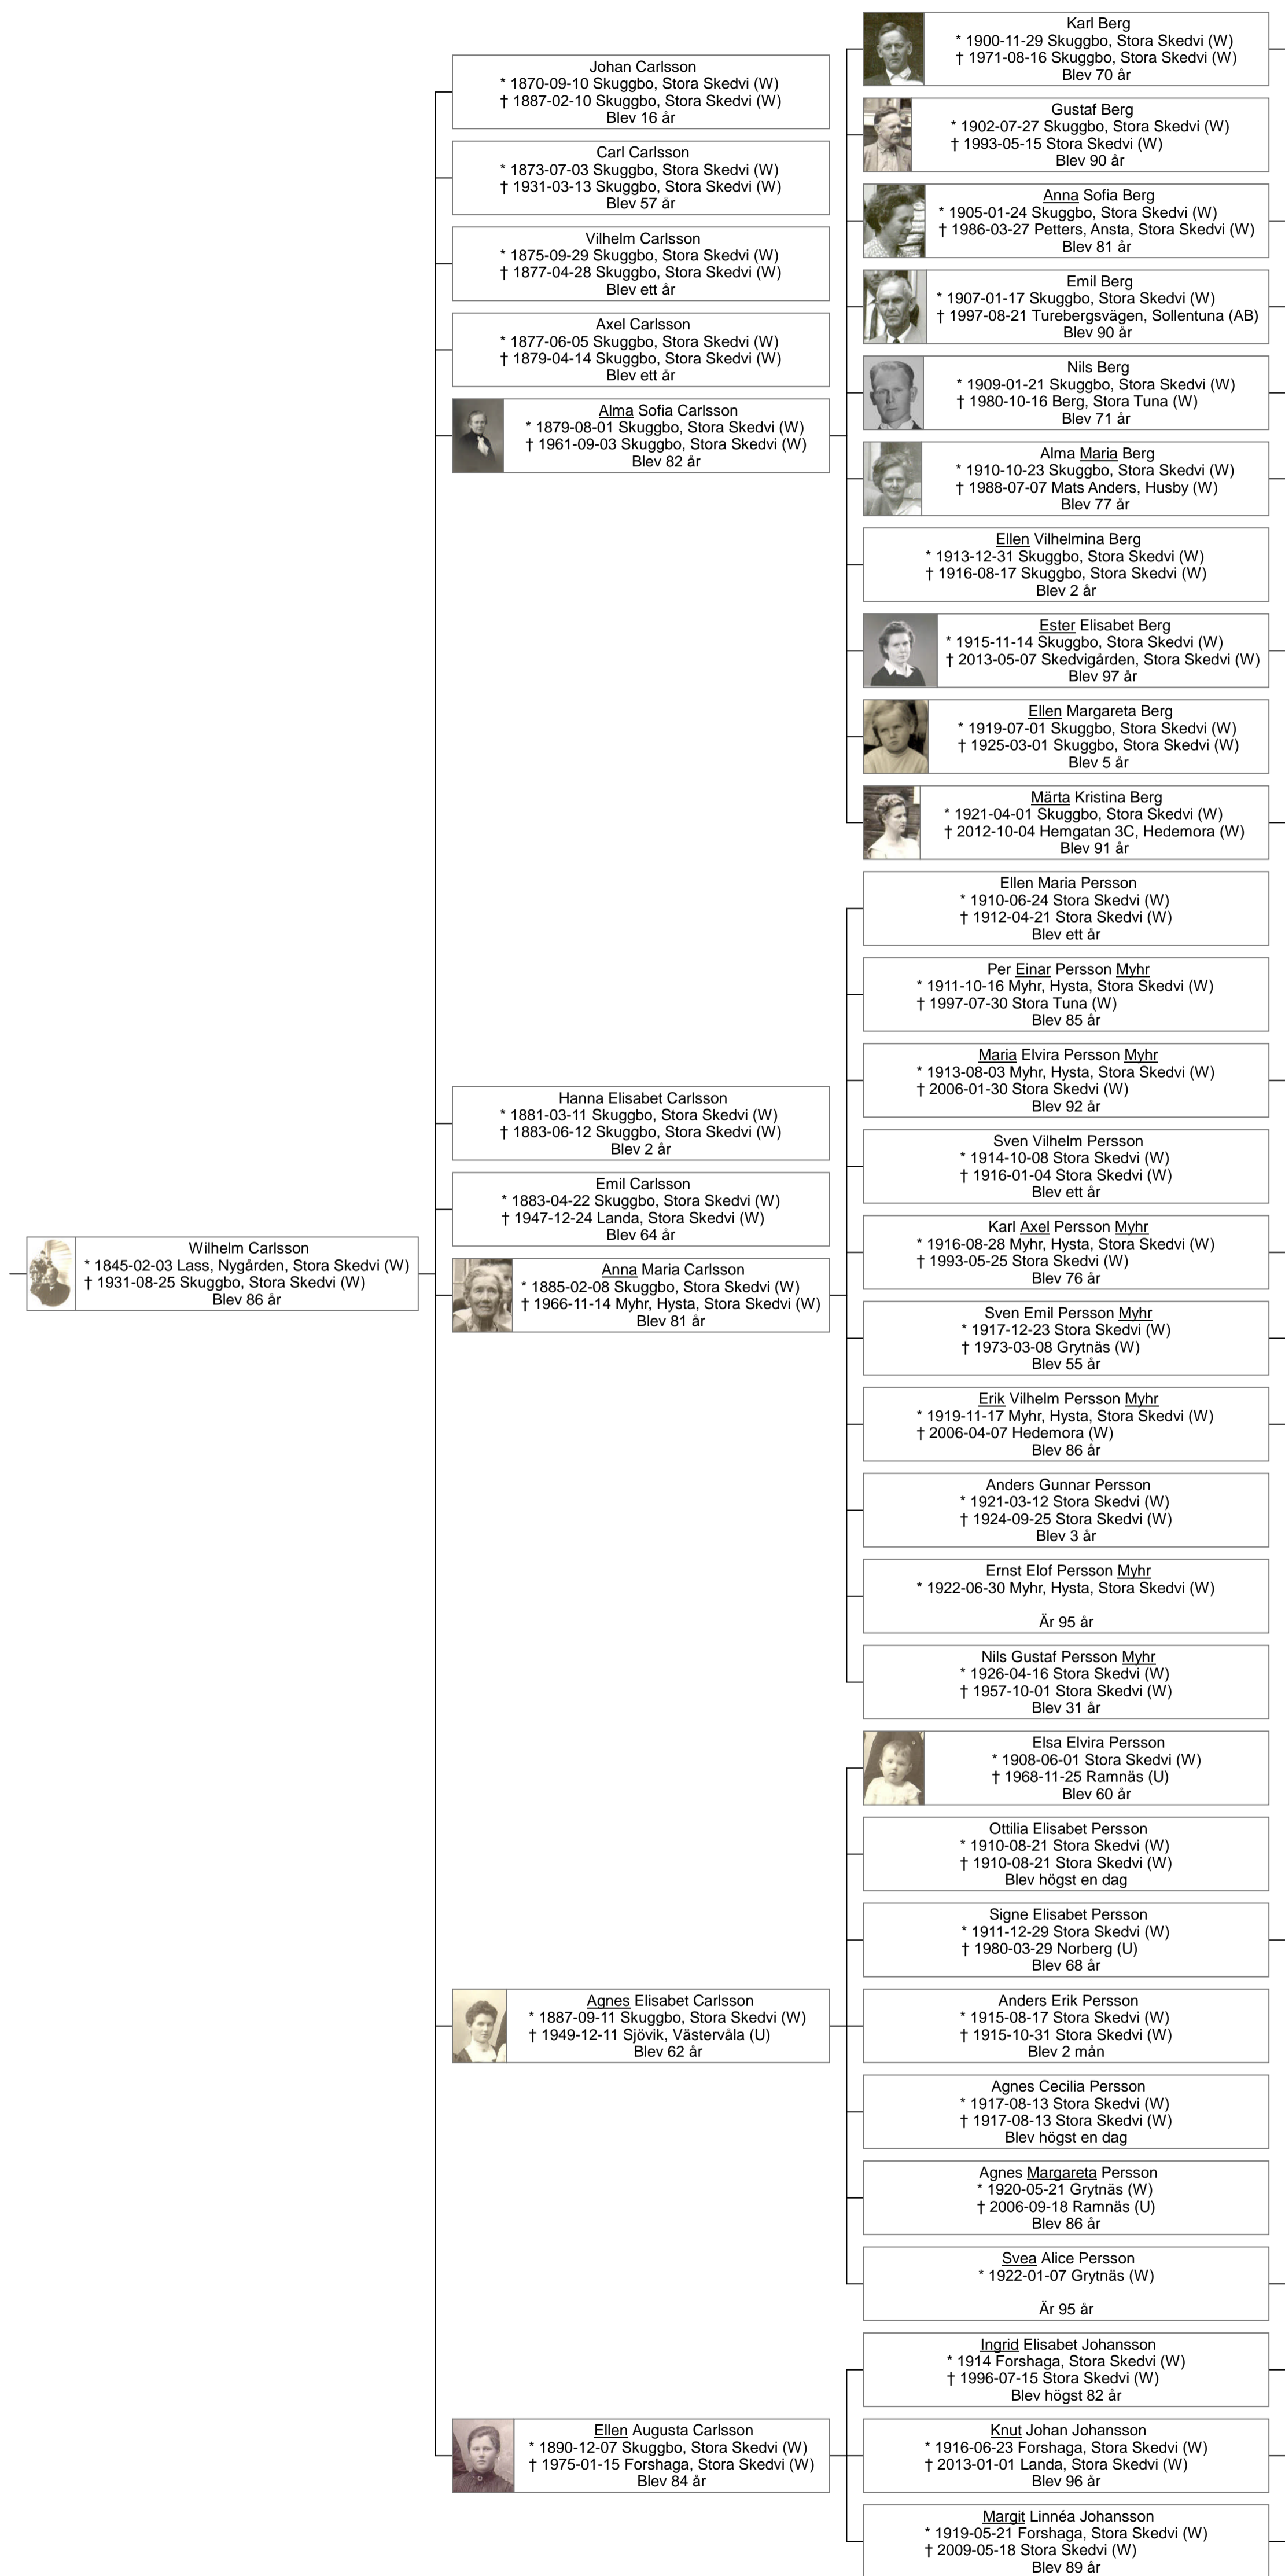 Wilhelm Carlsson
* 1845-02-03 Lass, Nygården, Stora Skedvi (W)
† 1931-08-25 Skuggbo, Stora Skedvi (W)
Blev 86 år
Johan Carlsson
* 1870-09-10 Skuggbo, Stora Skedvi (W)
† 1887-02-10 Skuggbo, Stora Skedvi (W)
Blev 16 år
Carl Carlsson
* 1873-07-03 Skuggbo, Stora Skedvi (W)
† 1931-03-13 Skuggbo, Stora Skedvi (W)
Blev 57 år
Vilhelm Carlsson
* 1875-09-29 Skuggbo, Stora Skedvi (W)
† 1877-04-28 Skuggbo, Stora Skedvi (W)
Blev ett år
Axel Carlsson
* 1877-06-05 Skuggbo, Stora Skedvi (W)
† 1879-04-14 Skuggbo, Stora Skedvi (W)
Blev ett år
Alma Sofia Carlsson
* 1879-08-01 Skuggbo, Stora Skedvi (W)
† 1961-09-03 Skuggbo, Stora Skedvi (W)
Blev 82 år
Hanna Elisabet Carlsson
* 1881-03-11 Skuggbo, Stora Skedvi (W)
† 1883-06-12 Skuggbo, Stora Skedvi (W)
Blev 2 år
Emil Carlsson
* 1883-04-22 Skuggbo, Stora Skedvi (W)
† 1947-12-24 Landa, Stora Skedvi (W)
Blev 64 år
Anna Maria Carlsson
* 1885-02-08 Skuggbo, Stora Skedvi (W)
† 1966-11-14 Myhr, Hysta, Stora Skedvi (W)
Blev 81 år
Agnes Elisabet Carlsson
* 1887-09-11 Skuggbo, Stora Skedvi (W)
† 1949-12-11 Sjövik, Västervåla (U)
Blev 62 år
Ellen Augusta Carlsson
* 1890-12-07 Skuggbo, Stora Skedvi (W)
† 1975-01-15 Forshaga, Stora Skedvi (W)
Blev 84 år
Karl Berg
* 1900-11-29 Skuggbo, Stora Skedvi (W)
† 1971-08-16 Skuggbo, Stora Skedvi (W)
Blev 70 år
Gustaf Berg
* 1902-07-27 Skuggbo, Stora Skedvi (W)
† 1993-05-15 Stora Skedvi (W)
Blev 90 år
Anna Sofia Berg
* 1905-01-24 Skuggbo, Stora Skedvi (W)
† 1986-03-27 Petters, Ansta, Stora Skedvi (W)
Blev 81 år
Emil Berg
* 1907-01-17 Skuggbo, Stora Skedvi (W)
† 1997-08-21 Turebergsvägen, Sollentuna (AB)
Blev 90 år
Nils Berg
* 1909-01-21 Skuggbo, Stora Skedvi (W)
† 1980-10-16 Berg, Stora Tuna (W)
Blev 71 år
Alma Maria Berg
* 1910-10-23 Skuggbo, Stora Skedvi (W)
† 1988-07-07 Mats Anders, Husby (W)
Blev 77 år
Ellen Vilhelmina Berg
* 1913-12-31 Skuggbo, Stora Skedvi (W)
† 1916-08-17 Skuggbo, Stora Skedvi (W)
Blev 2 år
Ester Elisabet Berg
* 1915-11-14 Skuggbo, Stora Skedvi (W)
† 2013-05-07 Skedvigården, Stora Skedvi (W)
Blev 97 år
Ellen Margareta Berg
* 1919-07-01 Skuggbo, Stora Skedvi (W)
† 1925-03-01 Skuggbo, Stora Skedvi (W)
Blev 5 år
Märta Kristina Berg
* 1921-04-01 Skuggbo, Stora Skedvi (W)
† 2012-10-04 Hemgatan 3C, Hedemora (W)
Blev 91 år
Ellen Maria Persson
* 1910-06-24 Stora Skedvi (W)
† 1912-04-21 Stora Skedvi (W)
Blev ett år
Per Einar Persson Myhr
* 1911-10-16 Myhr, Hysta, Stora Skedvi (W)
† 1997-07-30 Stora Tuna (W)
Blev 85 år
Maria Elvira Persson Myhr
* 1913-08-03 Myhr, Hysta, Stora Skedvi (W)
† 2006-01-30 Stora Skedvi (W)
Blev 92 år
Sven Vilhelm Persson
* 1914-10-08 Stora Skedvi (W)
† 1916-01-04 Stora Skedvi (W)
Blev ett år
Karl Axel Persson Myhr
* 1916-08-28 Myhr, Hysta, Stora Skedvi (W)
† 1993-05-25 Stora Skedvi (W)
Blev 76 år
Sven Emil Persson Myhr
* 1917-12-23 Stora Skedvi (W)
† 1973-03-08 Grytnäs (W)
Blev 55 år
Erik Vilhelm Persson Myhr
* 1919-11-17 Myhr, Hysta, Stora Skedvi (W)
† 2006-04-07 Hedemora (W)
Blev 86 år
Anders Gunnar Persson
* 1921-03-12 Stora Skedvi (W)
† 1924-09-25 Stora Skedvi (W)
Blev 3 år
Ernst Elof Persson Myhr
* 1922-06-30 Myhr, Hysta, Stora Skedvi (W)
Är 95 år
Nils Gustaf Persson Myhr
* 1926-04-16 Stora Skedvi (W)
† 1957-10-01 Stora Skedvi (W)
Blev 31 år
Elsa Elvira Persson
* 1908-06-01 Stora Skedvi (W)
† 1968-11-25 Ramnäs (U)
Blev 60 år
Ottilia Elisabet Persson
* 1910-08-21 Stora Skedvi (W)
† 1910-08-21 Stora Skedvi (W)
Blev högst en dag
Signe Elisabet Persson
* 1911-12-29 Stora Skedvi (W)
† 1980-03-29 Norberg (U)
Blev 68 år
Anders Erik Persson
* 1915-08-17 Stora Skedvi (W)
† 1915-10-31 Stora Skedvi (W)
Blev 2 mån
Agnes Cecilia Persson
* 1917-08-13 Stora Skedvi (W)
† 1917-08-13 Stora Skedvi (W)
Blev högst en dag
Agnes Margareta Persson
* 1920-05-21 Grytnäs (W)
† 2006-09-18 Ramnäs (U)
Blev 86 år
Svea Alice Persson
* 1922-01-07 Grytnäs (W)
Är 95 år
Ingrid Elisabet Johansson
* 1914 Forshaga, Stora Skedvi (W)
† 1996-07-15 Stora Skedvi (W)
Blev högst 82 år
Knut Johan Johansson
* 1916-06-23 Forshaga, Stora Skedvi (W)
† 2013-01-01 Landa, Stora Skedvi (W)
Blev 96 år
Margit Linnéa Johansson
* 1919-05-21 Forshaga, Stora Skedvi (W)
† 2009-05-18 Stora Skedvi (W)
Blev 89 år